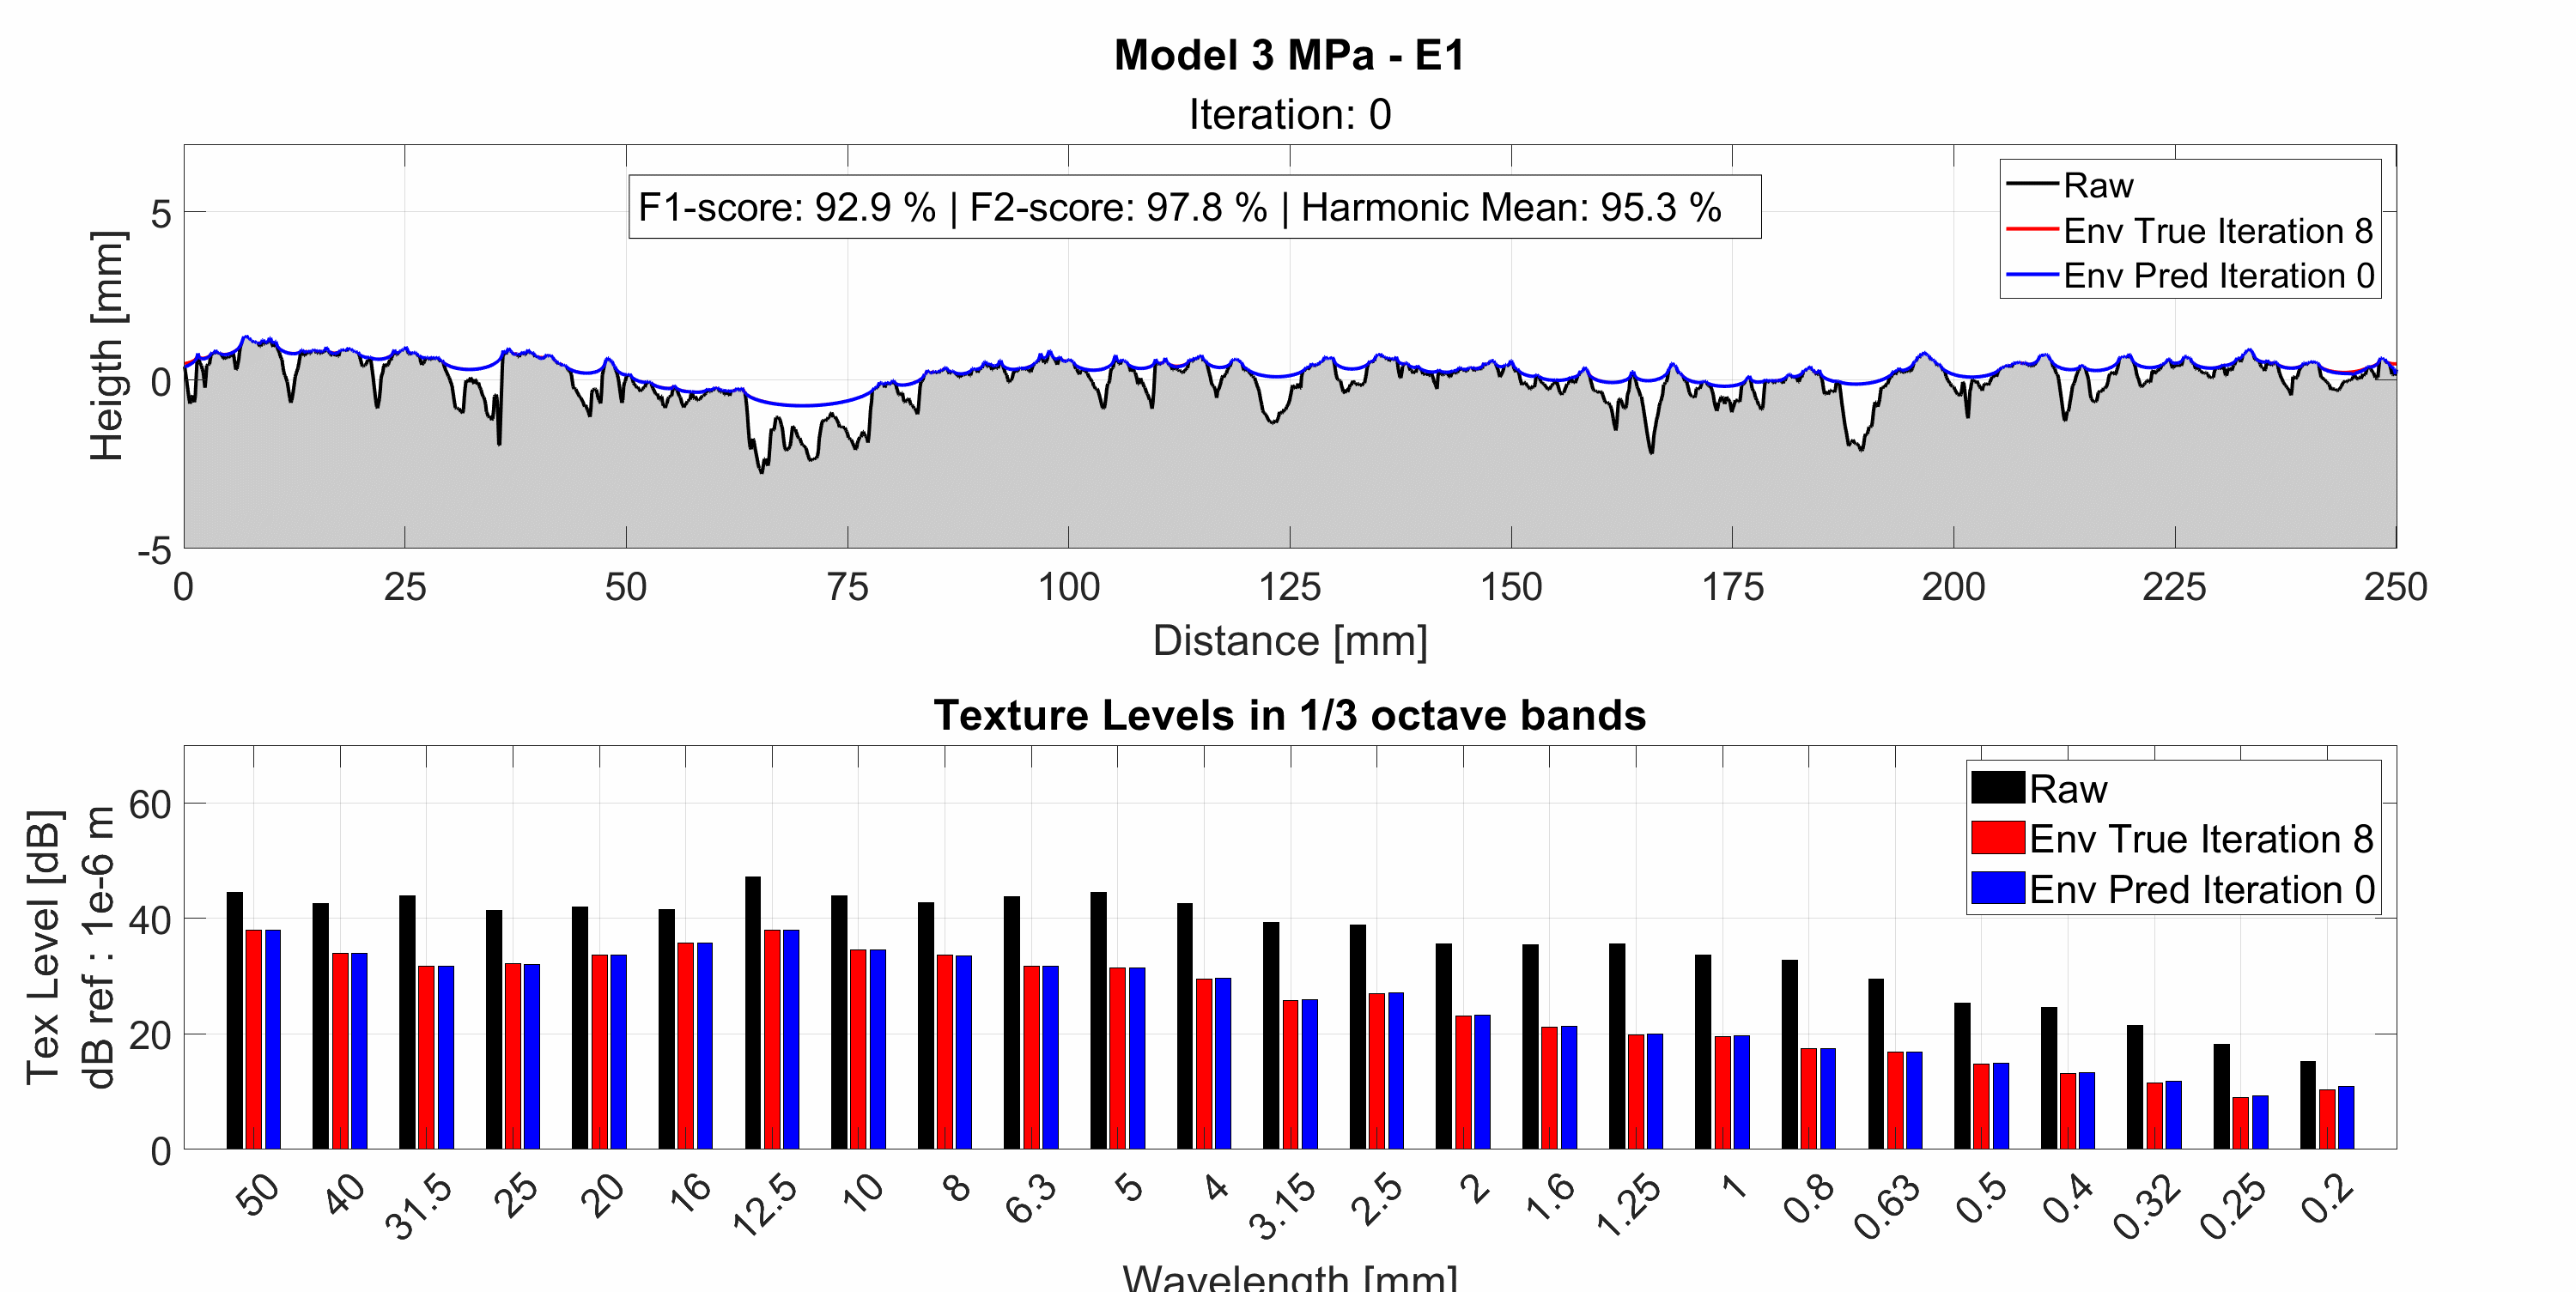 Model 3 MPa - E1
Iteration: 0
F1-score: 92.9 % | F2-score: 97.8 % | Harmonic Mean: 95.3 %
Raw
Env True Iteration 8
Env Pred Iteration 0
Heigth [mm]
5
0
-5
0 25 50 75 100 125 150 175 200 225 250
Distance [mm]
Texture Levels in 1/3 octave bands
Raw
Env True Iteration 8
Env Pred Iteration 0
Tex Level [dB]
dB ref : 1e-6 m
60
40
20
0
50 40 31.5 25 20 16 12.5 10 8 6.3 5 4 3.15 2.5 2 1.6 1.25 1 0.8 0.63 0.5 0.4 0.32 0.25 0.2
Wavelength [mm]